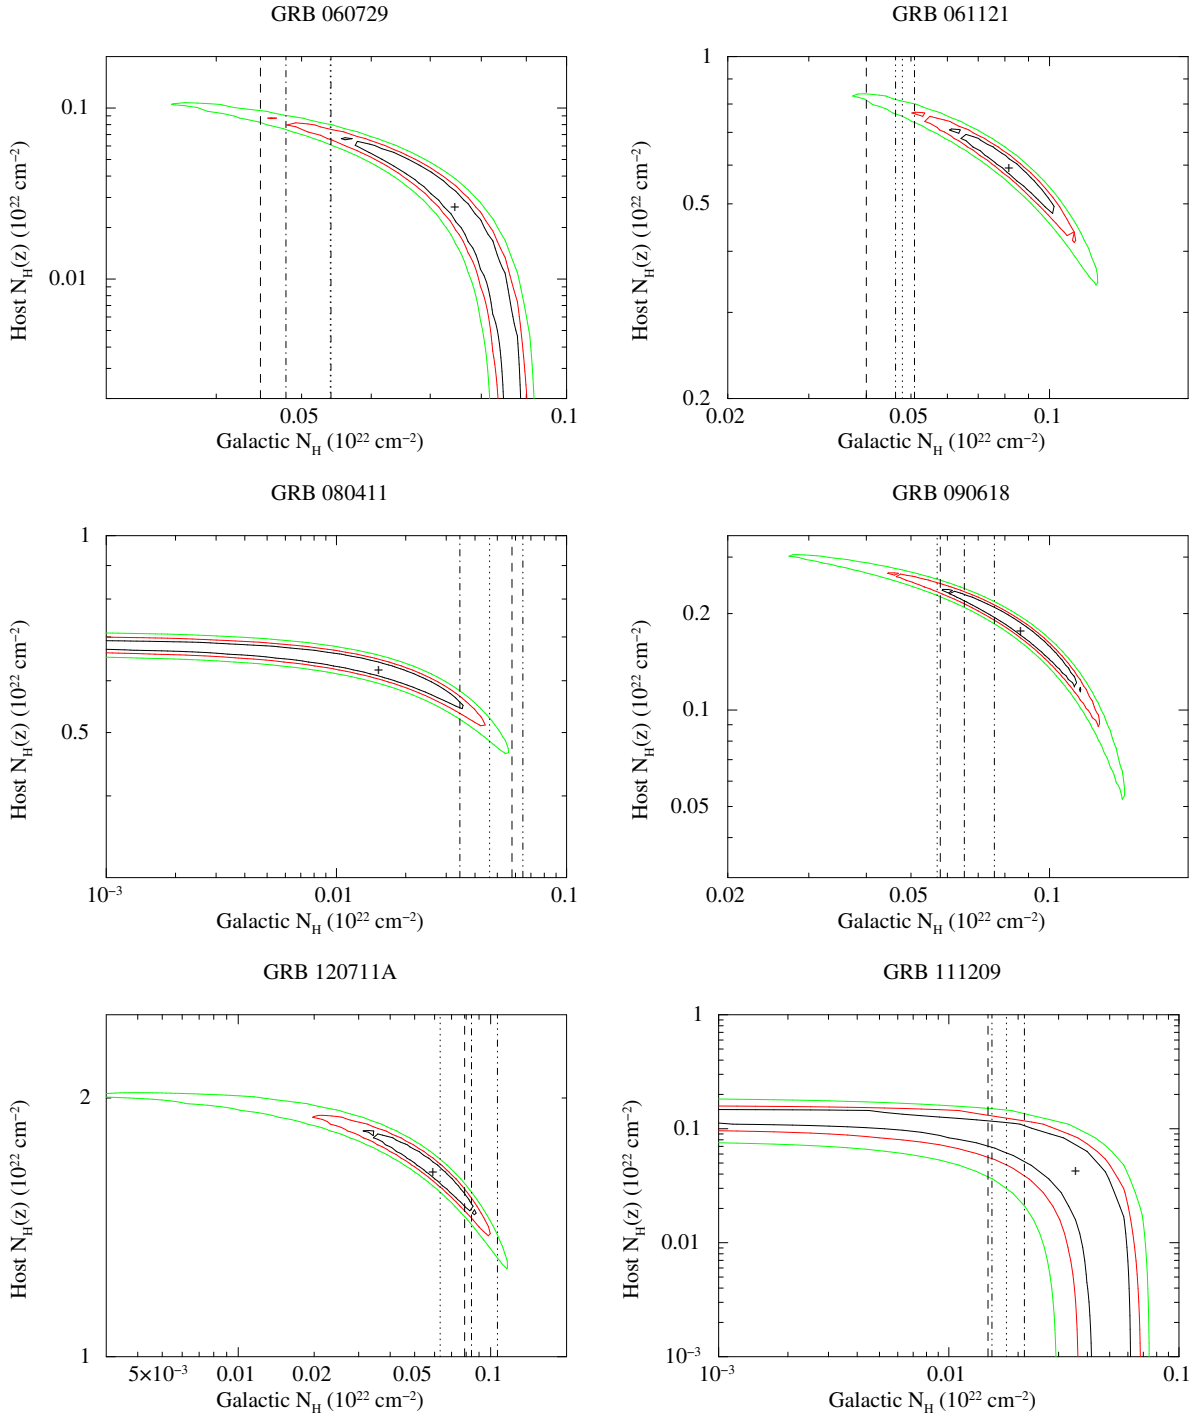 GRB 060729
0.1
0.01
Host N_H(z) (10^22 cm^−2)
0.05
0.1
Galactic N_H (10^22 cm^−2)
GRB 061121
1
0.5
0.2
Host N_H(z) (10^22 cm^−2)
0.02
0.05
0.1
Galactic N_H (10^22 cm^−2)
GRB 080411
1
0.5
Host N_H(z) (10^22 cm^−2)
10^−3
0.01
0.1
Galactic N_H (10^22 cm^−2)
GRB 090618
0.2
0.1
0.05
Host N_H(z) (10^22 cm^−2)
0.02
0.05
0.1
Galactic N_H (10^22 cm^−2)
GRB 120711A
2
1
Host N_H(z) (10^22 cm^−2)
5×10^−3
0.01
0.02
0.05
0.1
Galactic N_H (10^22 cm^−2)
GRB 111209
1
0.1
0.01
10^−3
Host N_H(z) (10^22 cm^−2)
10^−3
0.01
0.1
Galactic N_H (10^22 cm^−2)